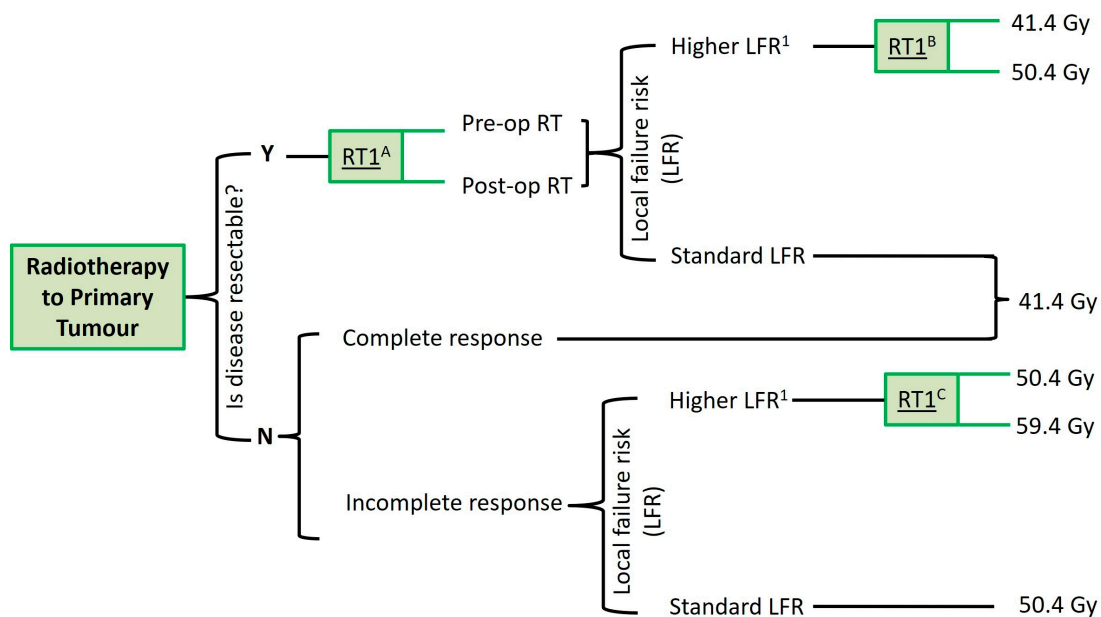 Radiotherapy
to Primary
Tumour
Is disease resectable?
Y
RT1A
Pre-op RT
Post-op RT
Local failure risk
(LFR)
Higher LFR1
RT1B
41.4 Gy
50.4 Gy
Standard LFR
41.4 Gy
N
Complete response
Incomplete response
Local failure risk
(LFR)
Higher LFR1
RT1C
50.4 Gy
59.4 Gy
Standard LFR
50.4 Gy